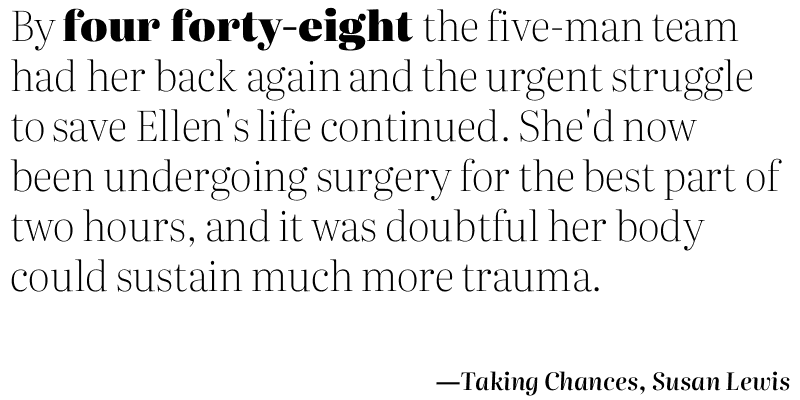 By four forty-eight the five-man team
had her back again and the urgent struggle
to save Ellen's life continued. She'd now
been undergoing surgery for the best part of
two hours, and it was doubtful her body
could sustain much more trauma.
—Taking Chances, Susan Lewis